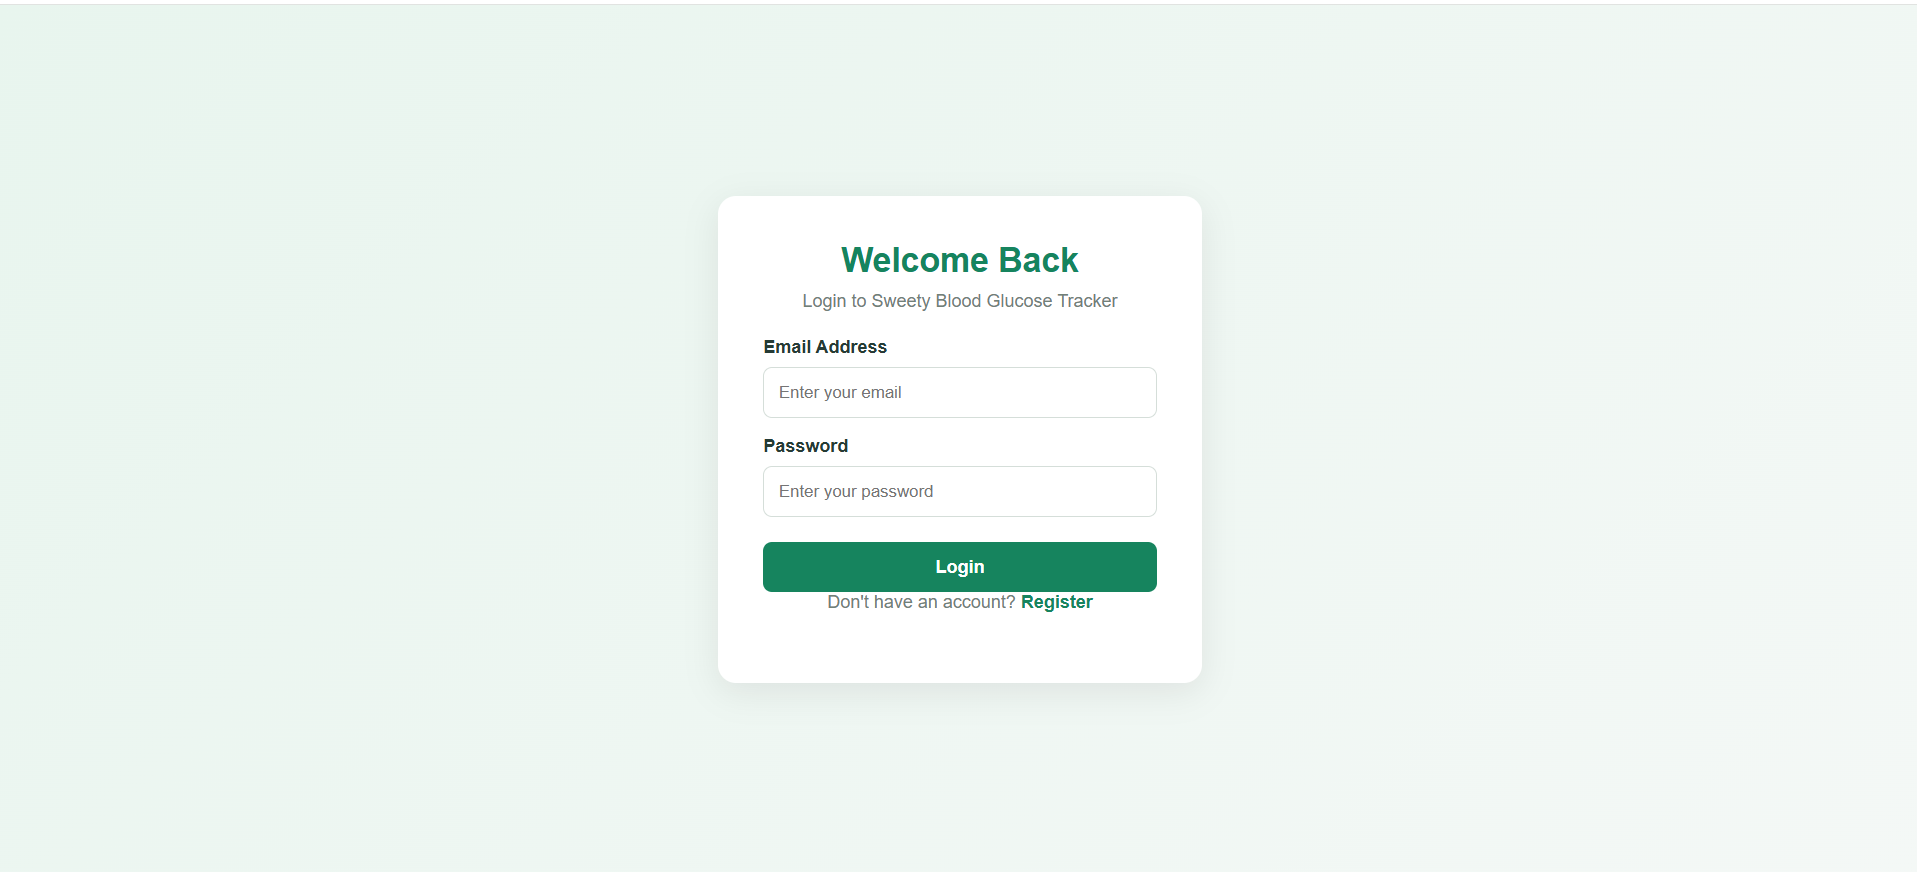 Welcome Back
Login to Sweety Blood Glucose Tracker
Email Address
Enter your email
Password
Enter your password
Login
Don't have an account? Register